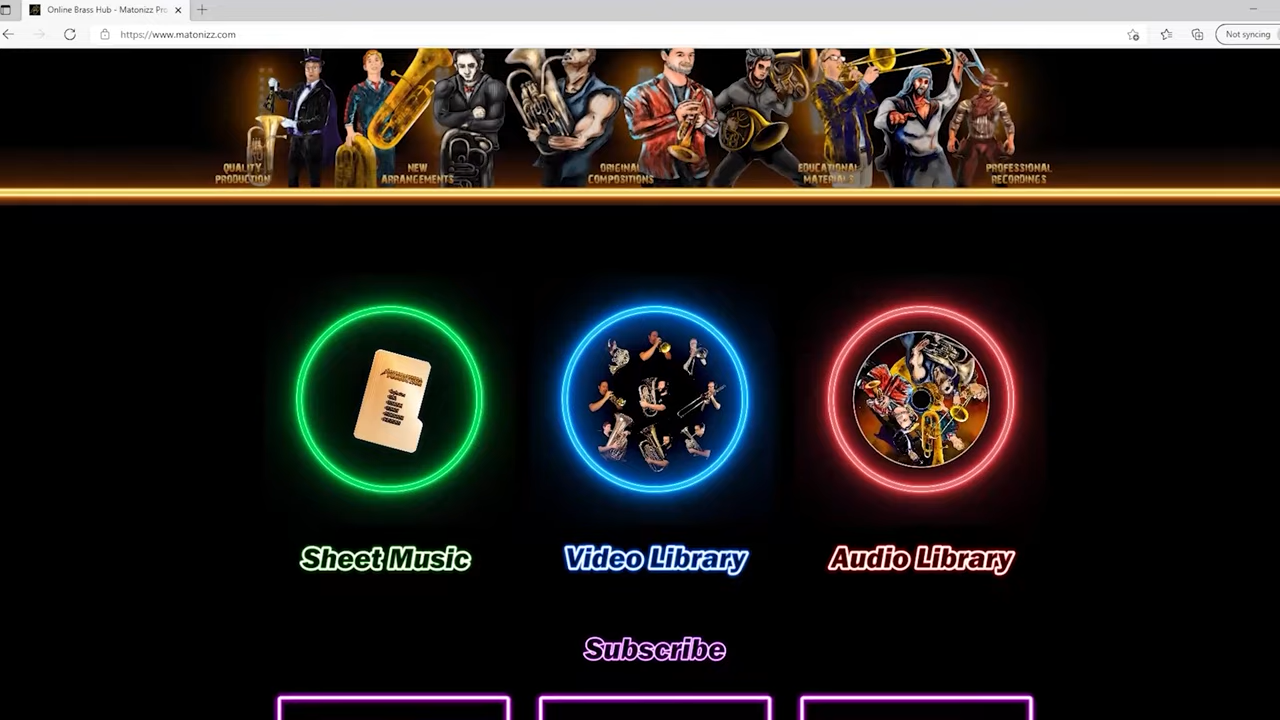 Online Brass Hub - Matonizz Pro
https://www.matonizz.com
Not syncing
QUALITY
PRODUCTION
NEW
ARRANGEMENTS
ORIGINAL
COMPOSITIONS
EDUCATIONAL
MATERIALS
PROFESSIONAL
RECORDINGS
Sheet Music
Video Library
Audio Library
Subscribe